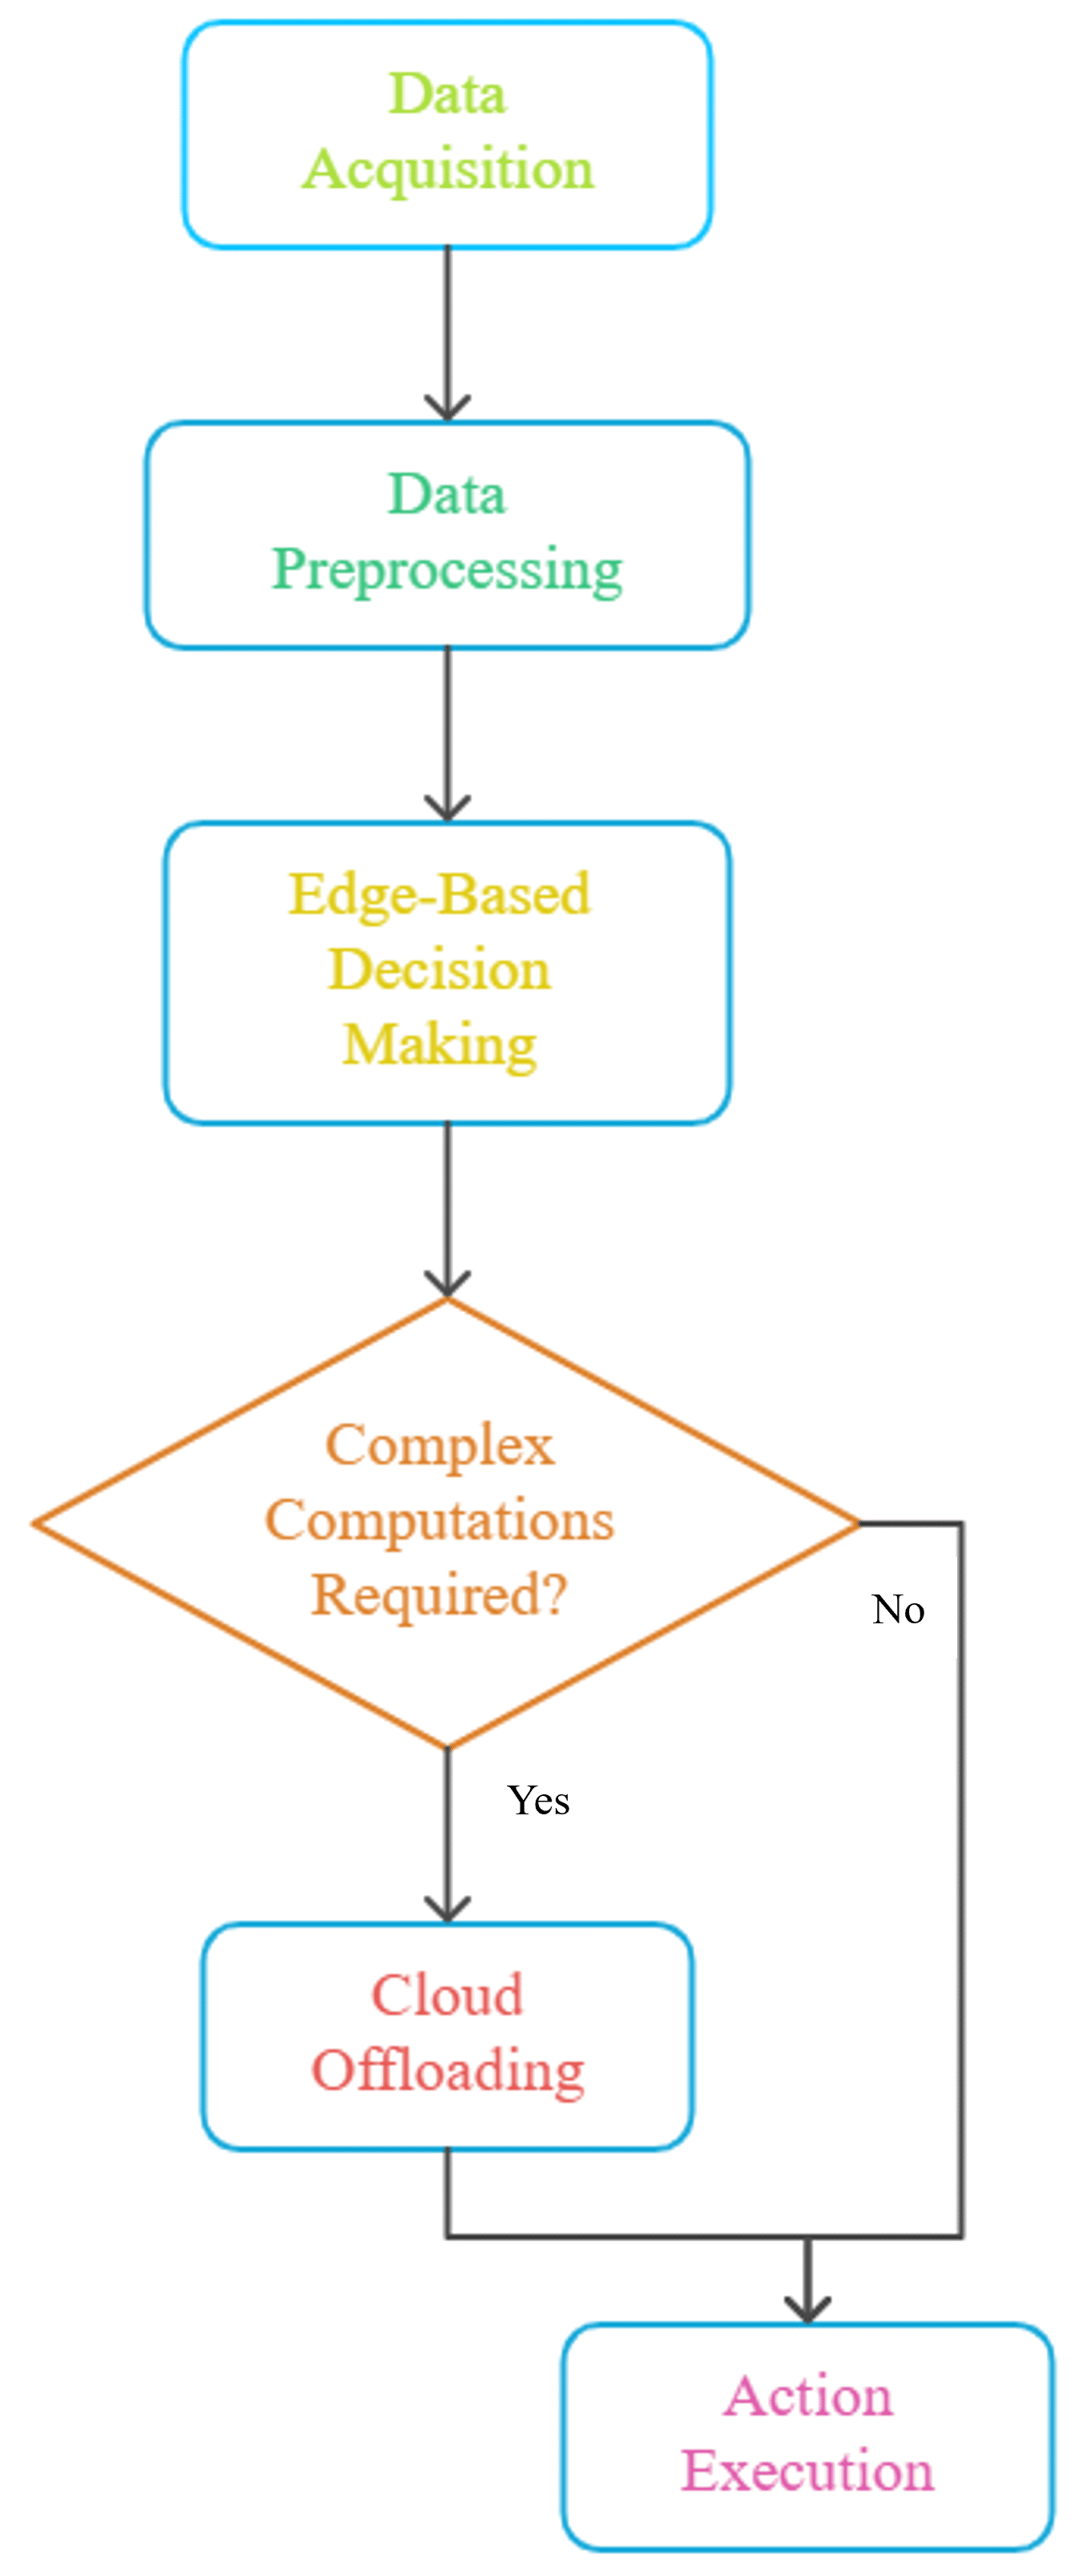 Data
Acquisition
Data
Preprocessing
Edge-Based
Decision
Making
Complex
Computations
Required?
No
Yes
Cloud
Offloading
Action
Execution